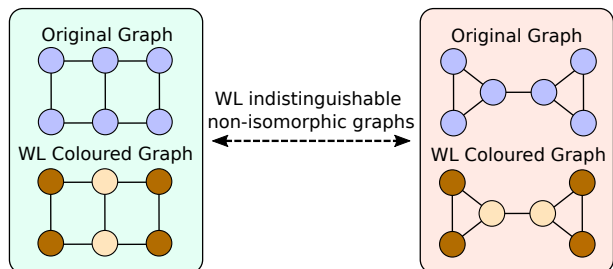 Original Graph
WL Coloured Graph
WL indistinguishable
non-isomorphic graphs
Original Graph
WL Coloured Graph